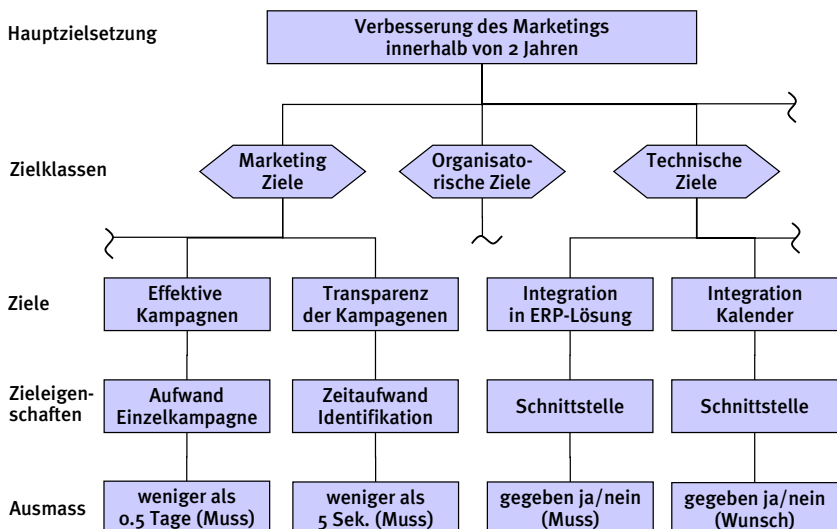 Hauptzielsetzung
Verbesserung des Marketings
innerhalb von 2 Jahren
Zielklassen
Marketing
Ziele
Organisato-
rische Ziele
Technische
Ziele
Ziele
Effektive
Kampagnen
Transparenz
der Kampagenen
Integration
in ERP-Lösung
Integration
Kalender
Zieleigen-
schaften
Aufwand
Einzelkampagne
Zeitaufwand
Identifikation
Schnittstelle
Schnittstelle
Ausmass
weniger als
0.5 Tage (Muss)
weniger als
5 Sek. (Muss)
gegeben ja/nein
(Muss)
gegeben ja/nein
(Wunsch)